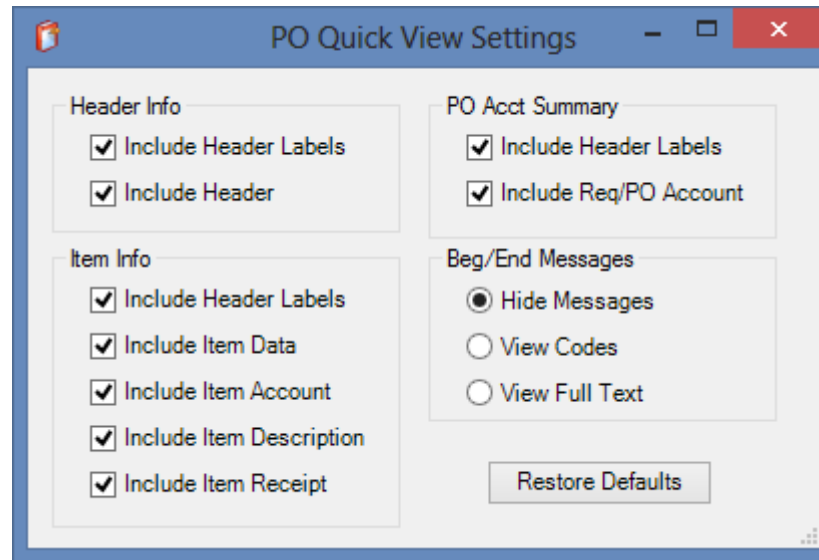 PO Quick View Settings
Header Info
Include Header Labels
Include Header
PO Acct Summary
Include Header Labels
Include Req/PO Account
Item Info
Include Header Labels
Include Item Data
Include Item Account
Include Item Description
Include Item Receipt
Beg/End Messages
Hide Messages
View Codes
View Full Text
Restore Defaults